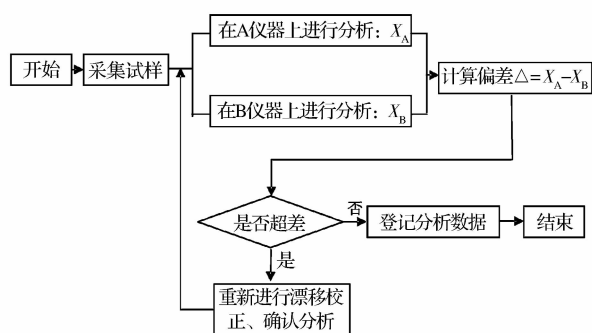 在A仪器上进行分析：XA
开始
采集试样
计算偏差△=XA-XB
在B仪器上进行分析：XB
是否超差
否
登记分析数据
结束
是
重新进行漂移校
正、确认分析